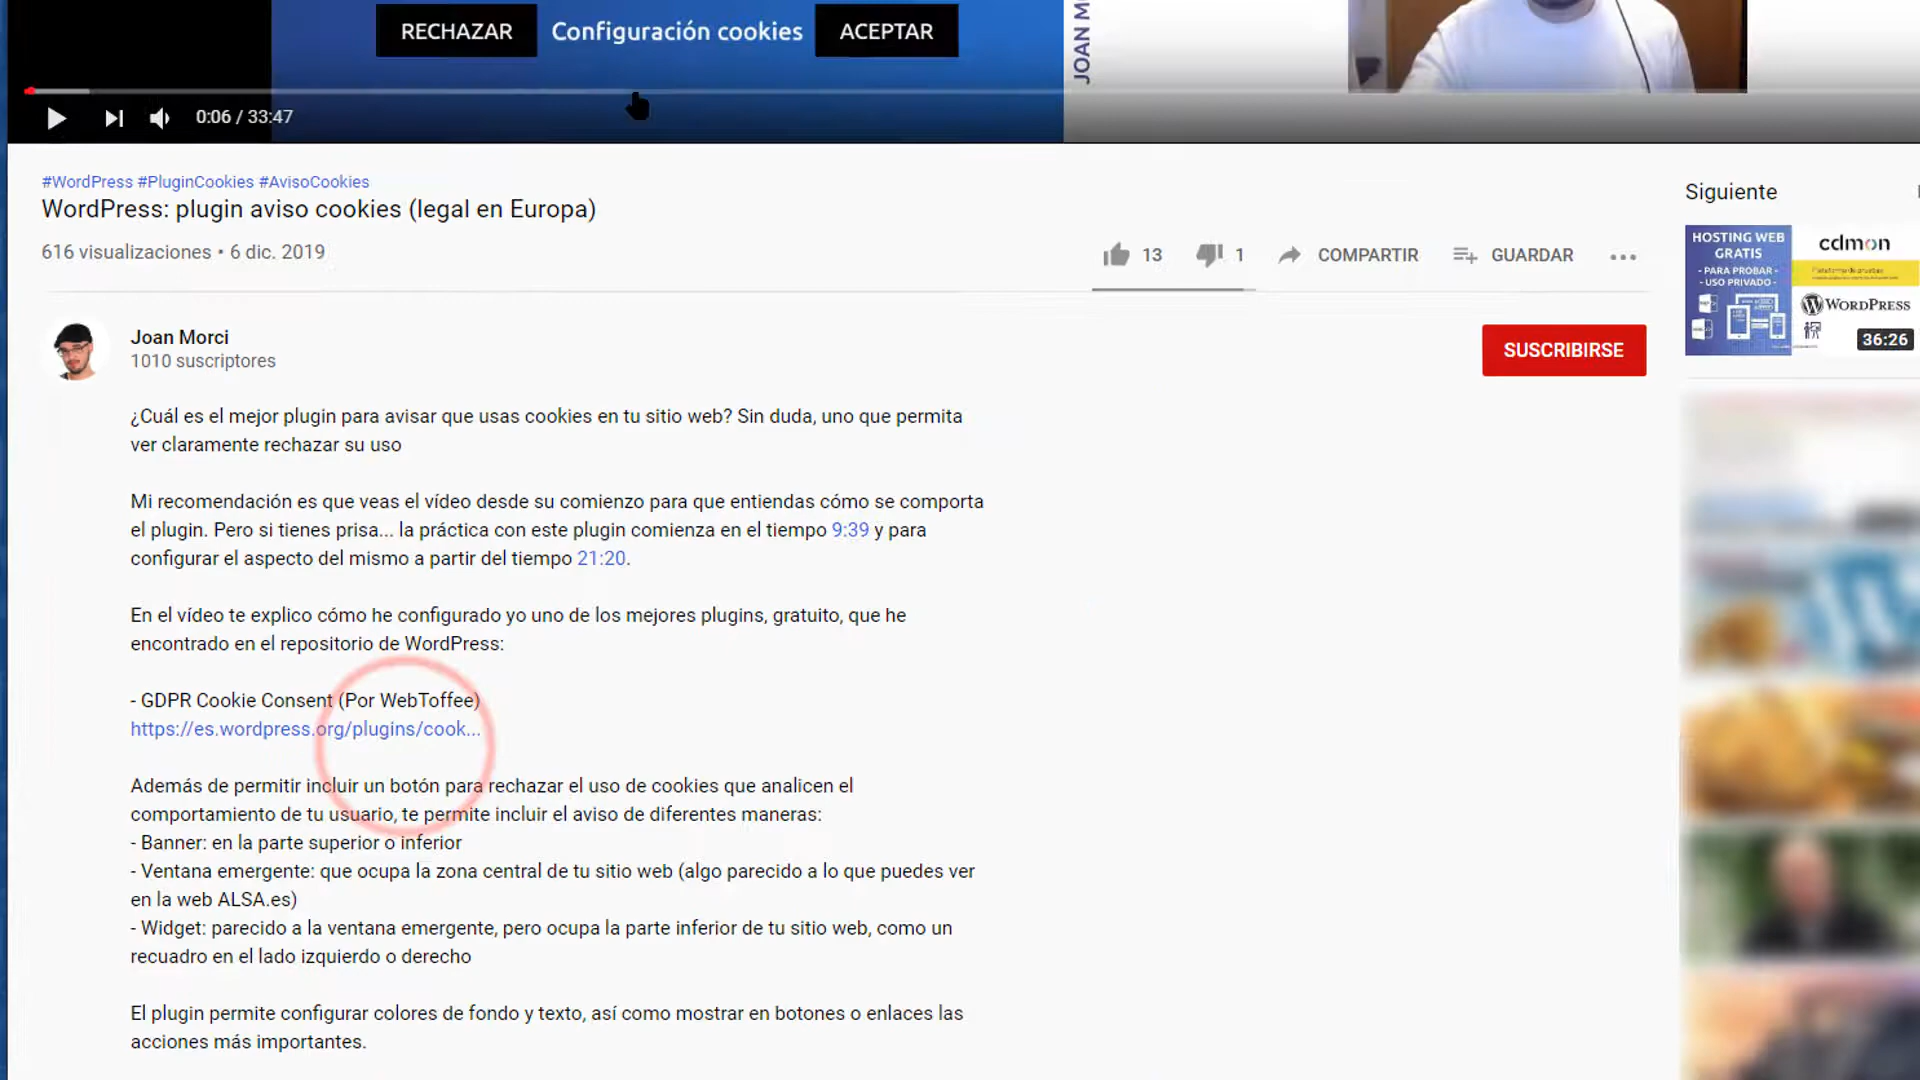 RECHAZAR Configuración cookies ACEPTAR
JOAN M
0:06 / 33:47
#WordPress #PluginCookies #AvisoCookies
WordPress: plugin aviso cookies (legal en Europa)
616 visualizaciones • 6 dic. 2019
13 1 COMPARTIR GUARDAR
Joan Morci
1010 suscriptores
SUSCRIBIRSE
¿Cuál es el mejor plugin para avisar que usas cookies en tu sitio web? Sin duda, uno que permita
ver claramente rechazar su uso
Mi recomendación es que veas el vídeo desde su comienzo para que entiendas cómo se comporta
el plugin. Pero si tienes prisa... la práctica con este plugin comienza en el tiempo 9:39 y para
configurar el aspecto del mismo a partir del tiempo 21:20.
En el vídeo te explico cómo he configurado yo uno de los mejores plugins, gratuito, que he
encontrado en el repositorio de WordPress:
- GDPR Cookie Consent (Por WebToffee)
https://es.wordpress.org/plugins/cook...
Además de permitir incluir un botón para rechazar el uso de cookies que analicen el
comportamiento de tu usuario, te permite incluir el aviso de diferentes maneras:
- Banner: en la parte superior o inferior
- Ventana emergente: que ocupa la zona central de tu sitio web (algo parecido a lo que puedes ver
en la web ALSA.es)
- Widget: parecido a la ventana emergente, pero ocupa la parte inferior de tu sitio web, como un
recuadro en el lado izquierdo o derecho
El plugin permite configurar colores de fondo y texto, así como mostrar en botones o enlaces las
acciones más importantes.
Siguiente
HOSTING WEB
GRATIS
- PARA PROBAR -
- USO PRIVADO -
cdmon
WORDPRESS
36:26